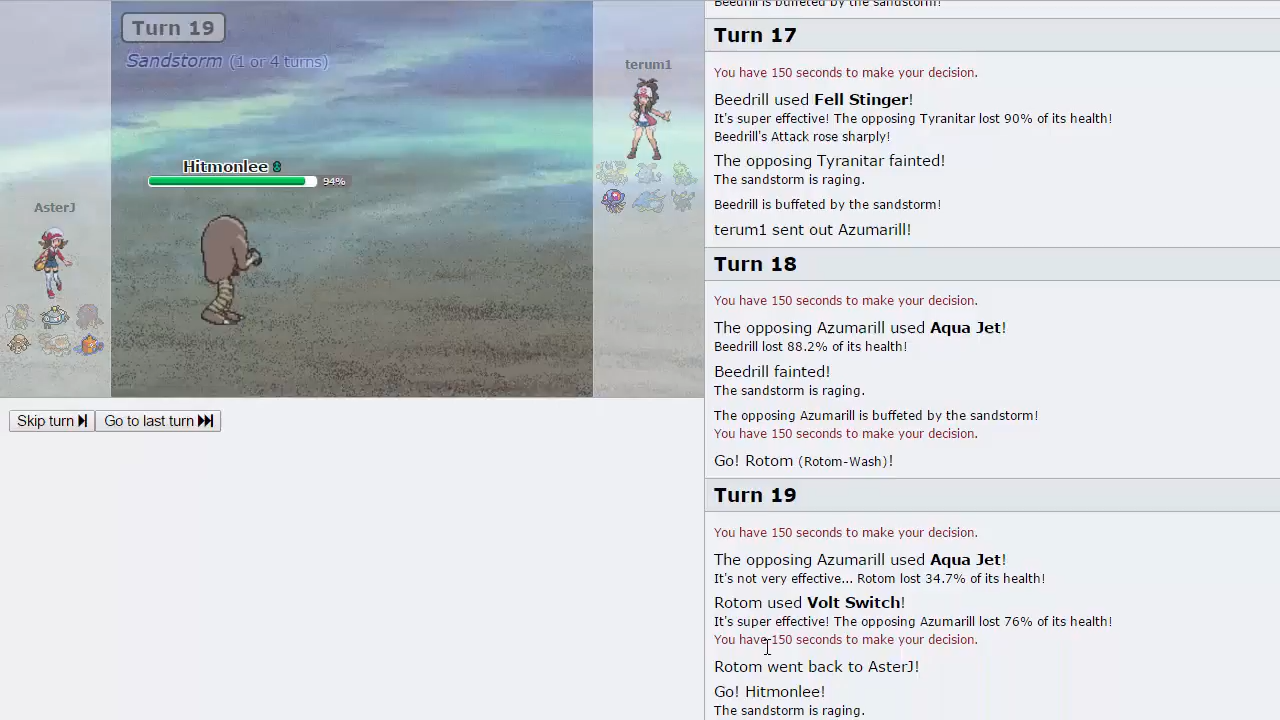 Turn 19
Sandstorm (1 or 4 turns)
terum1
Hitmonlee
94%
AsterJ
Skip turn
Go to last turn
Beedrill is buffeted by the sandstorm!
Turn 17
You have 150 seconds to make your decision.
Beedrill used Fell Stinger!
It's super effective! The opposing Tyranitar lost 90% of its health!
Beedrill's Attack rose sharply!
The opposing Tyranitar fainted!
The sandstorm is raging.
Beedrill is buffeted by the sandstorm!
terum1 sent out Azumarill!
Turn 18
You have 150 seconds to make your decision.
The opposing Azumarill used Aqua Jet!
Beedrill lost 38.2% of its health!
Beedrill fainted!
The sandstorm is raging.
The opposing Azumarill is buffeted by the sandstorm!
You have 150 seconds to make your decision.
Go! Rotom (Rotom-Wash)!
Turn 19
You have 150 seconds to make your decision.
The opposing Azumarill used Aqua Jet!
It's not very effective... Rotom lost 34.7% of its health!
Rotom used Volt Switch!
It's super effective! The opposing Azumarill lost 76% of its health!
You have 150 seconds to make your decision.
Rotom went back to AsterJ!
Go! Hitmonlee!
The sandstorm is raging.